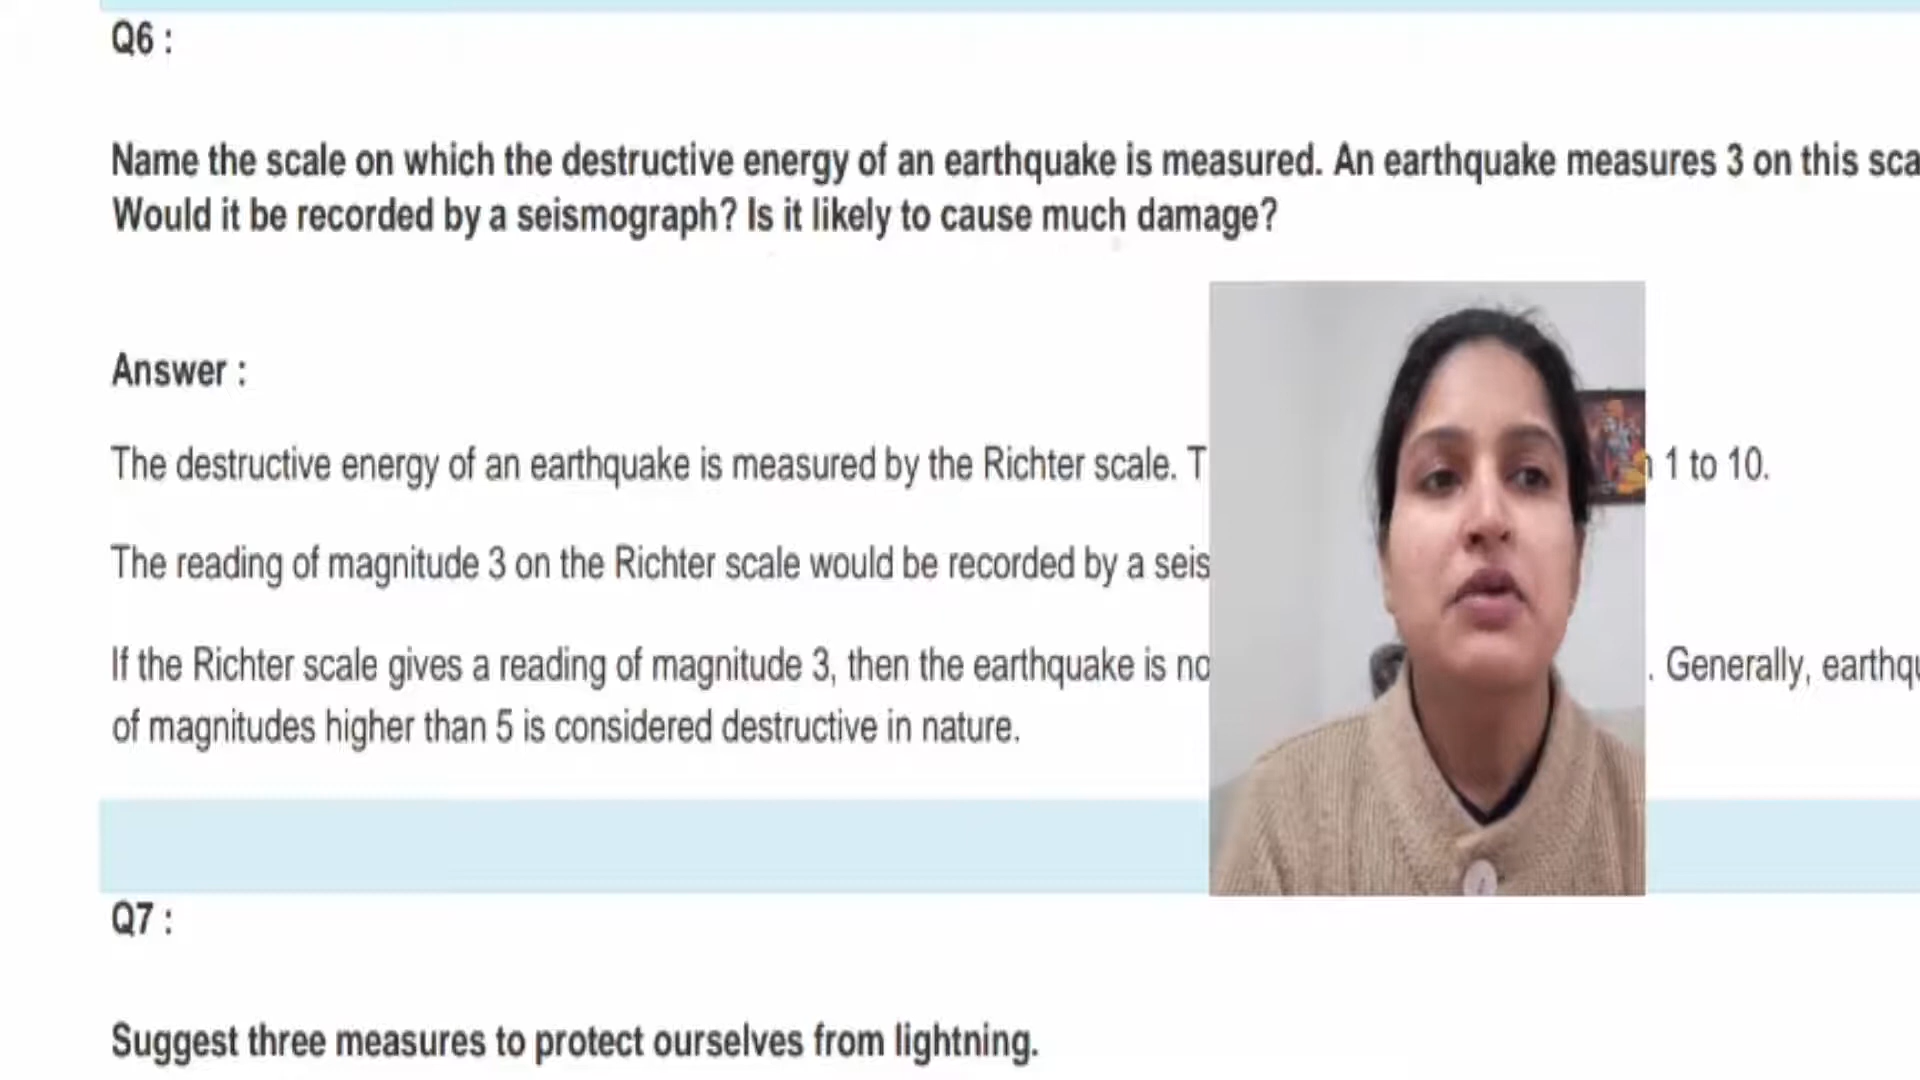 Q6 :
Name the scale on which the destructive energy of an earthquake is measured. An earthquake measures 3 on this
Would it be recorded by a seismograph? Is it likely to cause much damage?
Answer :
The destructive energy of an earthquake is measured by the Richter scale. 1 to 10.
The reading of magnitude 3 on the Richter scale would be recorded by a
If the Richter scale gives a reading of magnitude 3, then the earthquake is . Generally,
of magnitudes higher than 5 is considered destructive in nature.
Q7 :
Suggest three measures to protect ourselves from lightning.